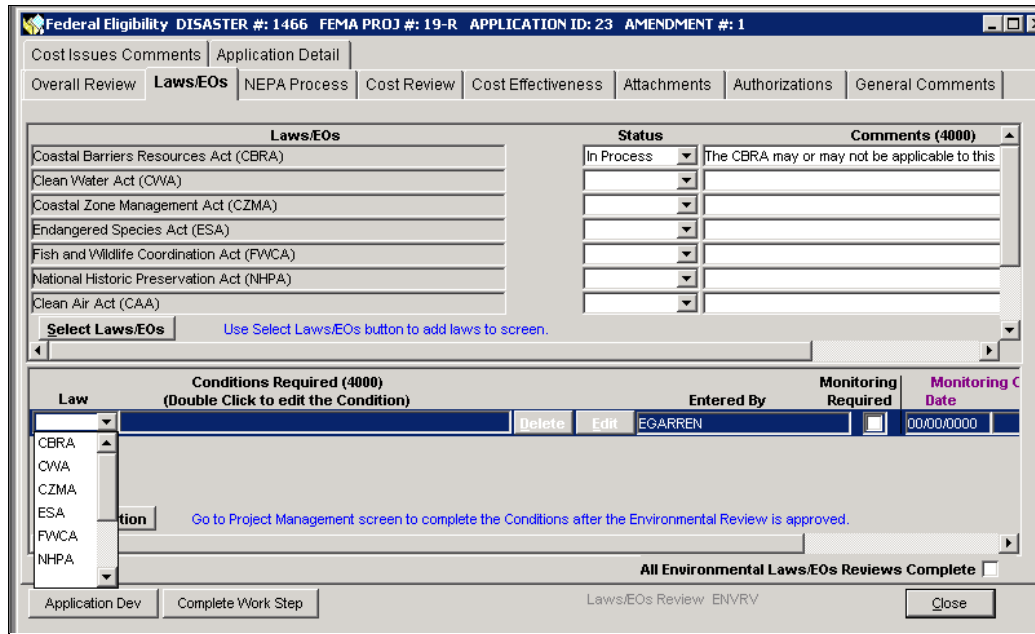 Federal Eligibility DISASTER #: 1466 FEMA PROJ #: 19-R APPLICATION ID: 23 AMENDMENT #: 1
Cost Issues Comments Application Detail
Overall Review Laws/EOs NEPA Process Cost Review Cost Effectiveness Attachments Authorizations General Comments
Laws/EOs Status Comments (4000)
Coastal Barriers Resources Act (CBRA) In Process The CBRA may or may not be applicable to this
Clean Water Act (CWA)
Coastal Zone Management Act (CZMA)
Endangered Species Act (ESA)
Fish and Wildlife Coordination Act (FWCA)
National Historic Preservation Act (NHPA)
Clean Air Act (CAA)
Select Laws/EOs Use Select Laws/EOs button to add laws to screen.
Law Conditions Required (4000) (Double Click to edit the Condition) Entered By Monitoring Required Monitoring C
Date
Delete Edit EGARREN 00/00/0000
CBRA
CWA
CZMA
ESA
FWCA
NHPA
tion Go to Project Management screen to complete the Conditions after the Environmental Review is approved.
All Environmental Laws/EOs Reviews Complete
Application Dev Complete Work Step Laws/EOs Review ENVRV Close